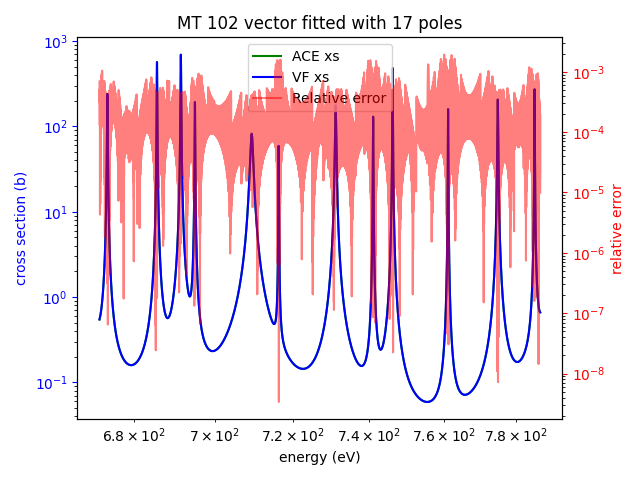 MT 102 vector fitted with 17 poles
ACE xs
VF xs
Relative error
10³
10²
10¹
10⁰
10⁻¹
cross section (b)
10⁻³
10⁻⁴
10⁻⁵
10⁻⁶
10⁻⁷
10⁻⁸
relative error
6.8 × 10² 7 × 10² 7.2 × 10² 7.4 × 10² 7.6 × 10² 7.8 × 10²
energy (eV)